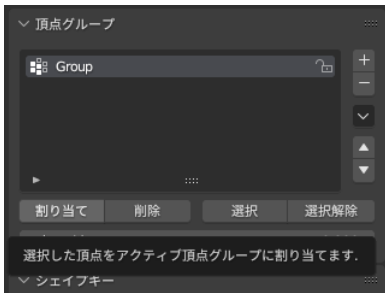 頂点グループ
Group
割り当て 削除 選択 選択解除
選択した頂点をアクティブ頂点グループに割り当てます.
シェイプキー